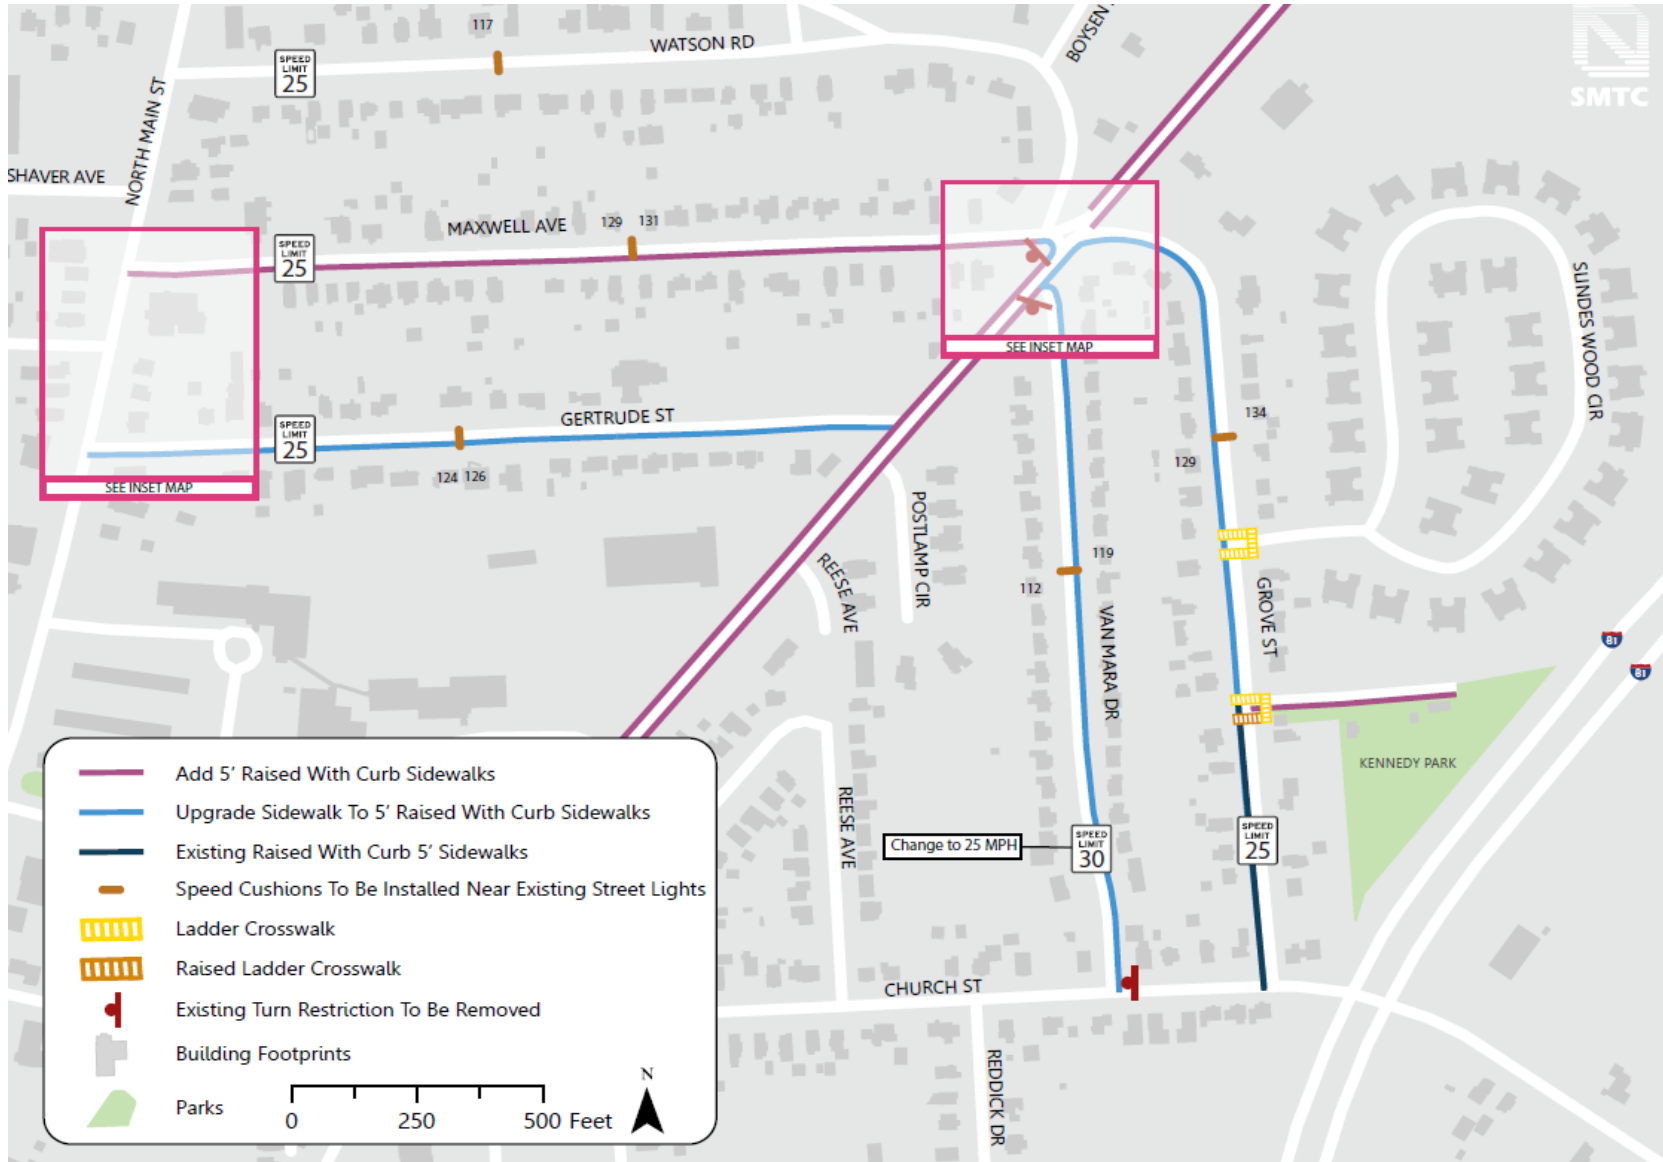 117
WATSON RD
BOYSEN
SMTC
SPEED
LIMIT
25
NORTH MAIN ST
SHAVER AVE
MAXWELL AVE
129
131
SPEED
LIMIT
25
SEE INSET MAP
SLINDES WOOD CIR
GERTRUDE ST
SPEED
LIMIT
25
124
126
SEE INSET MAP
134
129
POSTLAMP CIR
REESE AVE
119
112
VAN MARA DR
GROVE ST
81
81
KENNEDY PARK
REESE AVE
Change to 25 MPH
SPEED
LIMIT
30
SPEED
LIMIT
25
CHURCH ST
REDDICK DR
Add 5' Raised With Curb Sidewalks
Upgrade Sidewalk To 5' Raised With Curb Sidewalks
Existing Raised With Curb 5' Sidewalks
Speed Cushions To Be Installed Near Existing Street Lights
Ladder Crosswalk
Raised Ladder Crosswalk
Existing Turn Restriction To Be Removed
Building Footprints
Parks
0 250 500 Feet
N